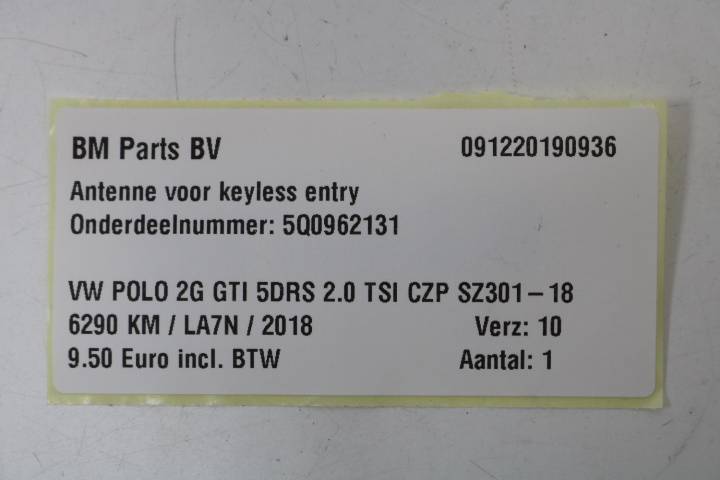 BM Parts BV 091220190936
Antenne voor keyless entry
Onderdeelnummer: 5Q0962131
VW POLO 2G GTI 5DRS 2.0 TSI CZP SZ301-18
6290 KM / LA7N / 2018 Verz: 10
9.50 Euro incl. BTW Aantal: 1